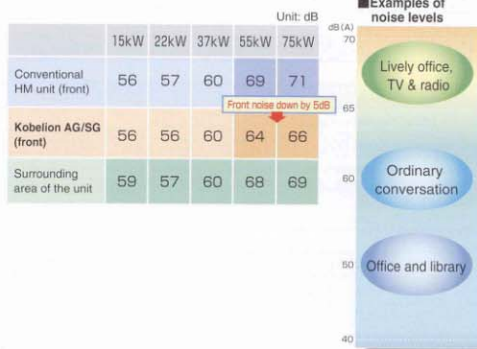 Unit: dB
15kW 22kW 37kW 55kW 75kW
Conventional
HM unit (front)
56 57 60 69 71
Front noise down by 5dB
Kobelion AG/SG
(front)
56 56 60 64 66
Surrounding
area of the unit
59 57 60 68 69
■Examples of
noise levels
dB (A)
70
Lively office,
TV & radio
65
60
Ordinary
conversation
50
Office and library
40